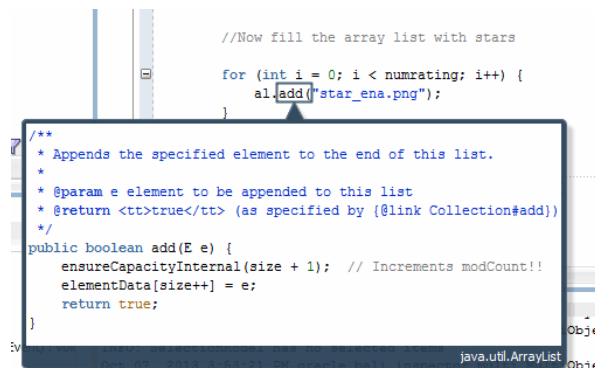 //Now fill the array list with stars
for (int i = 0; i < numrating; i++) {
al.add("star_ena.png");
}
/**
* Appends the specified element to the end of this list.
*
* @param e element to be appended to this list
* @return <tt>true</tt> (as specified by {@link Collection#add})
*/
public boolean add(E e) {
ensureCapacityInternal(size + 1);  // Increments modCount!!
elementData[size++] = e;
return true;
}
java.util.ArrayList